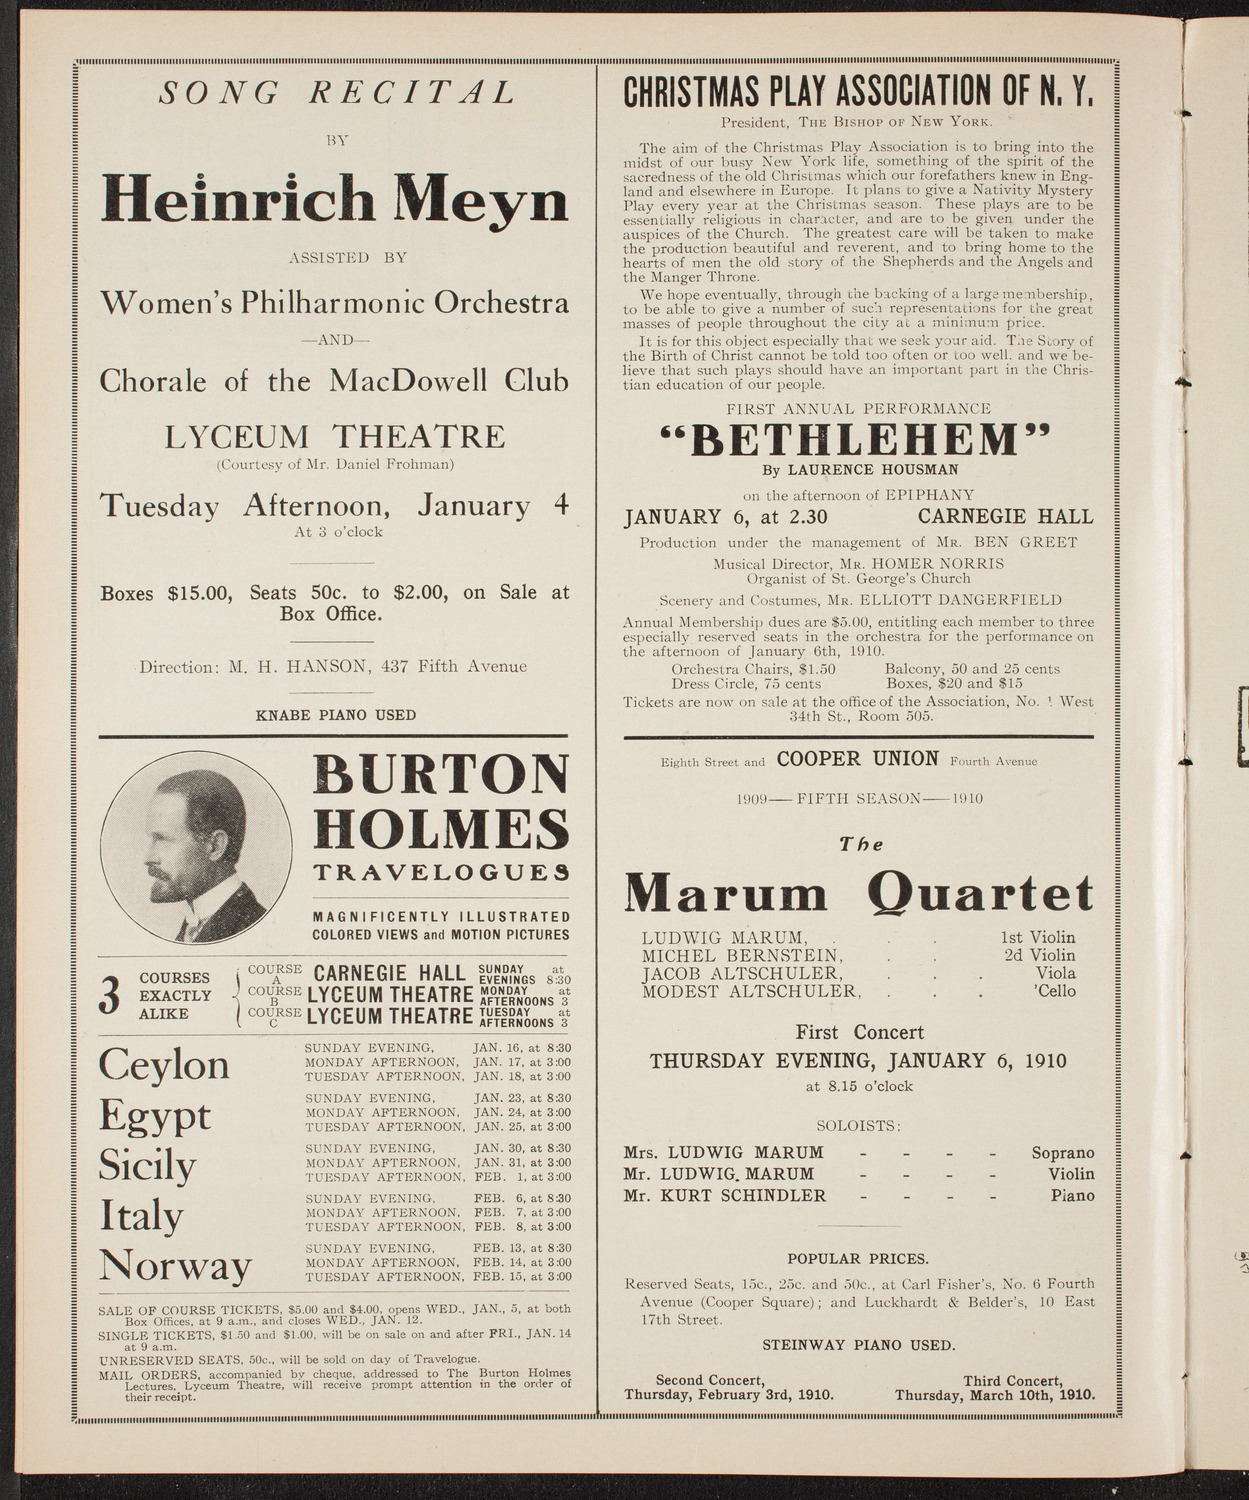 SONG RECITAL
BY
Heinrich Meyn
ASSISTED BY
Women's Philharmonic Orchestra
—AND—
Chorale of the MacDowell Club
LYCEUM THEATRE
(Courtesy of Mr. Daniel Frohman)
Tuesday Afternoon, January 4
At 3 o'clock
Boxes $15.00, Seats 50c. to $2.00, on Sale at
Box Office.
Direction: M. H. HANSON, 437 Fifth Avenue
KNABE PIANO USED
BURTON
HOLMES
TRAVELOGUES
MAGNIFICENTLY ILLUSTRATED
COLORED VIEWS and MOTION PICTURES
3 COURSES EXACTLY ALIKE
COURSE A CARNEGIE HALL SUNDAY EVENINGS at 8:30
COURSE B LYCEUM THEATRE MONDAY AFTERNOONS at 3
COURSE C LYCEUM THEATRE TUESDAY AFTERNOONS at 3
Ceylon
SUNDAY EVENING, JAN. 16, at 8:30
MONDAY AFTERNOON, JAN. 17, at 3:00
TUESDAY AFTERNOON, JAN. 18, at 3:00
Egypt
SUNDAY EVENING, JAN. 23, at 8:30
MONDAY AFTERNOON, JAN. 24, at 3:00
TUESDAY AFTERNOON, JAN. 25, at 3:00
Sicily
SUNDAY EVENING, JAN. 30, at 8:30
MONDAY AFTERNOON, JAN. 31, at 3:00
TUESDAY AFTERNOON, FEB. 1, at 3:00
Italy
SUNDAY EVENING, FEB. 6, at 8:30
MONDAY AFTERNOON, FEB. 7, at 3:00
TUESDAY AFTERNOON, FEB. 8, at 3:00
Norway
SUNDAY EVENING, FEB. 13, at 8:30
MONDAY AFTERNOON, FEB. 14, at 3:00
TUESDAY AFTERNOON, FEB. 15, at 3:00
SALE OF COURSE TICKETS, $5.00 and $4.00, opens WED., JAN., 5, at both
Box Offices, at 9 a.m., and closes WED., JAN. 12.
SINGLE TICKETS, $1.50 and $1.00, will be on sale on and after FRI., JAN. 14
at 9 a.m.
UNRESERVED SEATS, 50c., will be sold on day of Travelogue.
MAIL ORDERS, accompanied by cheque, addressed to The Burton Holmes
Lectures, Lyceum Theatre, will receive prompt attention in the order of
their receipt.
CHRISTMAS PLAY ASSOCIATION OF N. Y.
President, THE BISHOP OF NEW YORK.
The aim of the Christmas Play Association is to bring into the
midst of our busy New York life, something of the spirit of the
sacredness of the old Christmas which our forefathers knew in Eng-
land and elsewhere in Europe. It plans to give a Nativity Mystery
Play every year at the Christmas season. These plays are to be
essentially religious in character, and are to be given under the
auspices of the Church. The greatest care will be taken to make
the production beautiful and reverent, and to bring home to the
hearts of men the old story of the Shepherds and the Angels and
the Manger Throne.
We hope eventually, through the backing of a large membership,
to be able to give a number of such representations for the great
masses of people throughout the city at a minimum price.
It is for this object especially that we seek your aid. The Story of
the Birth of Christ cannot be told too often or too well. and we be-
lieve that such plays should have an important part in the Chris-
tian education of our people.
FIRST ANNUAL PERFORMANCE
"BETHLEHEM"
By LAURENCE HOUSMAN
on the afternoon of EPIPHANY
JANUARY 6, at 2.30 CARNEGIE HALL
Production under the management of MR. BEN GREET
Musical Director, MR. HOMER NORRIS
Organist of St. George's Church
Scenery and Costumes, MR. ELLIOTT DANGERFIELD
Annual Membership dues are $5.00, entitling each member to three
especially reserved seats in the orchestra for the performance on
the afternoon of January 6th, 1910.
Orchestra Chairs, $1.50 Balcony, 50 and 25 cents
Dress Circle, 75 cents Boxes, $20 and $15
Tickets are now on sale at the office of the Association, No. 1 West
34th St., Room 505.
Eighth Street and COOPER UNION Fourth Avenue
1909—FIFTH SEASON—1910
The
Marum Quartet
LUDWIG MARUM, . . . 1st Violin
MICHEL BERNSTEIN, . . 2d Violin
JACOB ALTSCHULER, . . . Viola
MODEST ALTSCHULER, . . . 'Cello
First Concert
THURSDAY EVENING, JANUARY 6, 1910
at 8.15 o'clock
SOLOISTS:
Mrs. LUDWIG MARUM - - - - Soprano
Mr. LUDWIG MARUM - - - - Violin
Mr. KURT SCHINDLER - - - - Piano
POPULAR PRICES.
Reserved Seats, 15c., 25c. and 50c., at Carl Fisher's, No. 6 Fourth
Avenue (Cooper Square); and Luckhardt & Belder's, 10 East
17th Street.
STEINWAY PIANO USED.
Second Concert, Third Concert,
Thursday, February 3rd, 1910. Thursday, March 10th, 1910.